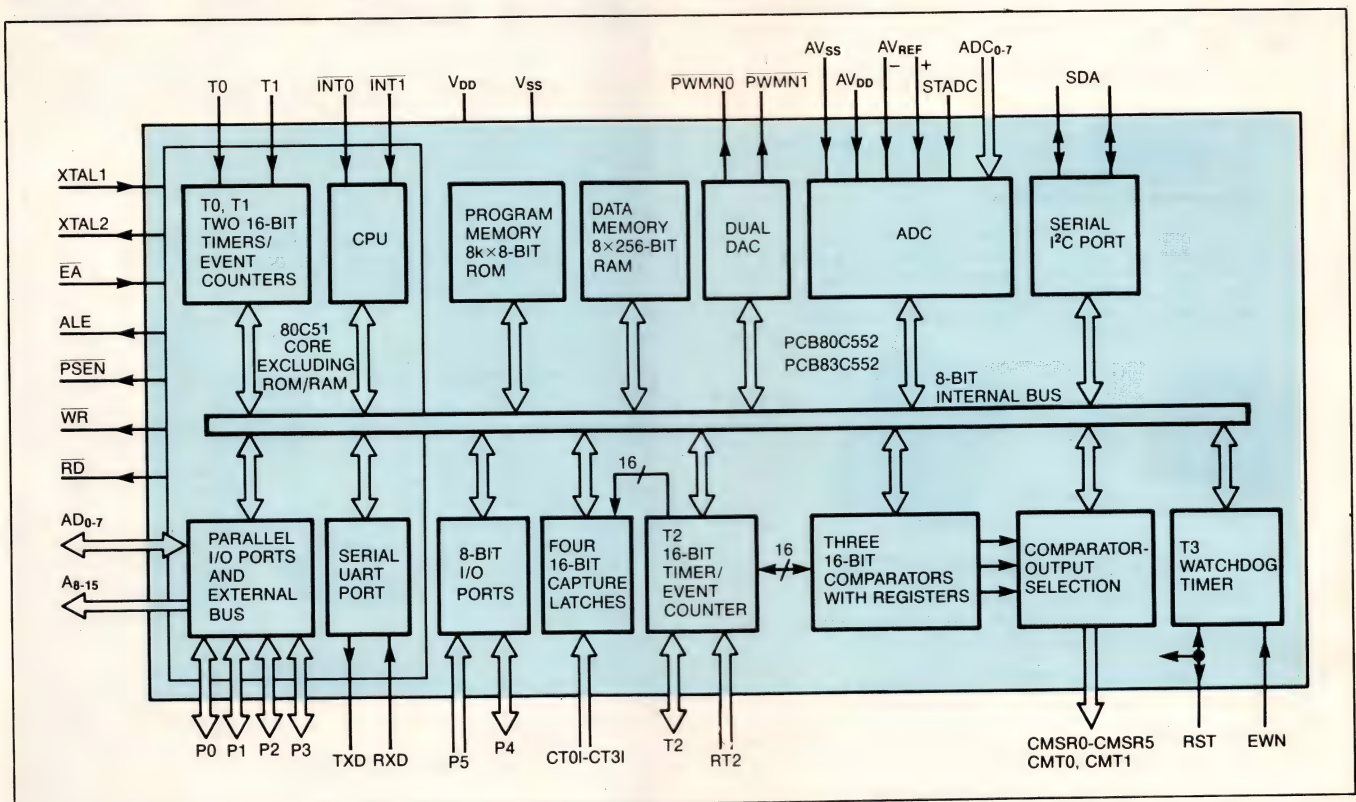 T0 T1 INT0 INT1 VDD VSS PWMN0 PWMN1 AVSS AVDD AVREF − + STADC ADC0-7 SDA
XTAL1
XTAL2
EA
ALE
PSEN
WR
RD
AD0-7
A8-15
T0, T1
TWO 16-BIT
TIMERS/
EVENT
COUNTERS
CPU
PROGRAM
MEMORY
8k×8-BIT
ROM
DATA
MEMORY
8×256-BIT
RAM
DUAL
DAC
ADC
SERIAL
I²C PORT
80C51
CORE
EXCLUDING
ROM/RAM
PCB80C552
PCB83C552
8-BIT
INTERNAL BUS
PARALLEL
I/O PORTS
AND
EXTERNAL
BUS
SERIAL
UART
PORT
8-BIT
I/O
PORTS
16
FOUR
16-BIT
CAPTURE
LATCHES
T2
16-BIT
TIMER/
EVENT
COUNTER
16
THREE
16-BIT
COMPARATORS
WITH REGISTERS
COMPARATOR-
OUTPUT
SELECTION
T3
WATCHDOG
TIMER
P0 P1 P2 P3 TXD RXD P5 P4 CT0I-CT3I T2 RT2
CMSR0-CMSR5
CMT0, CMT1
RST EWN